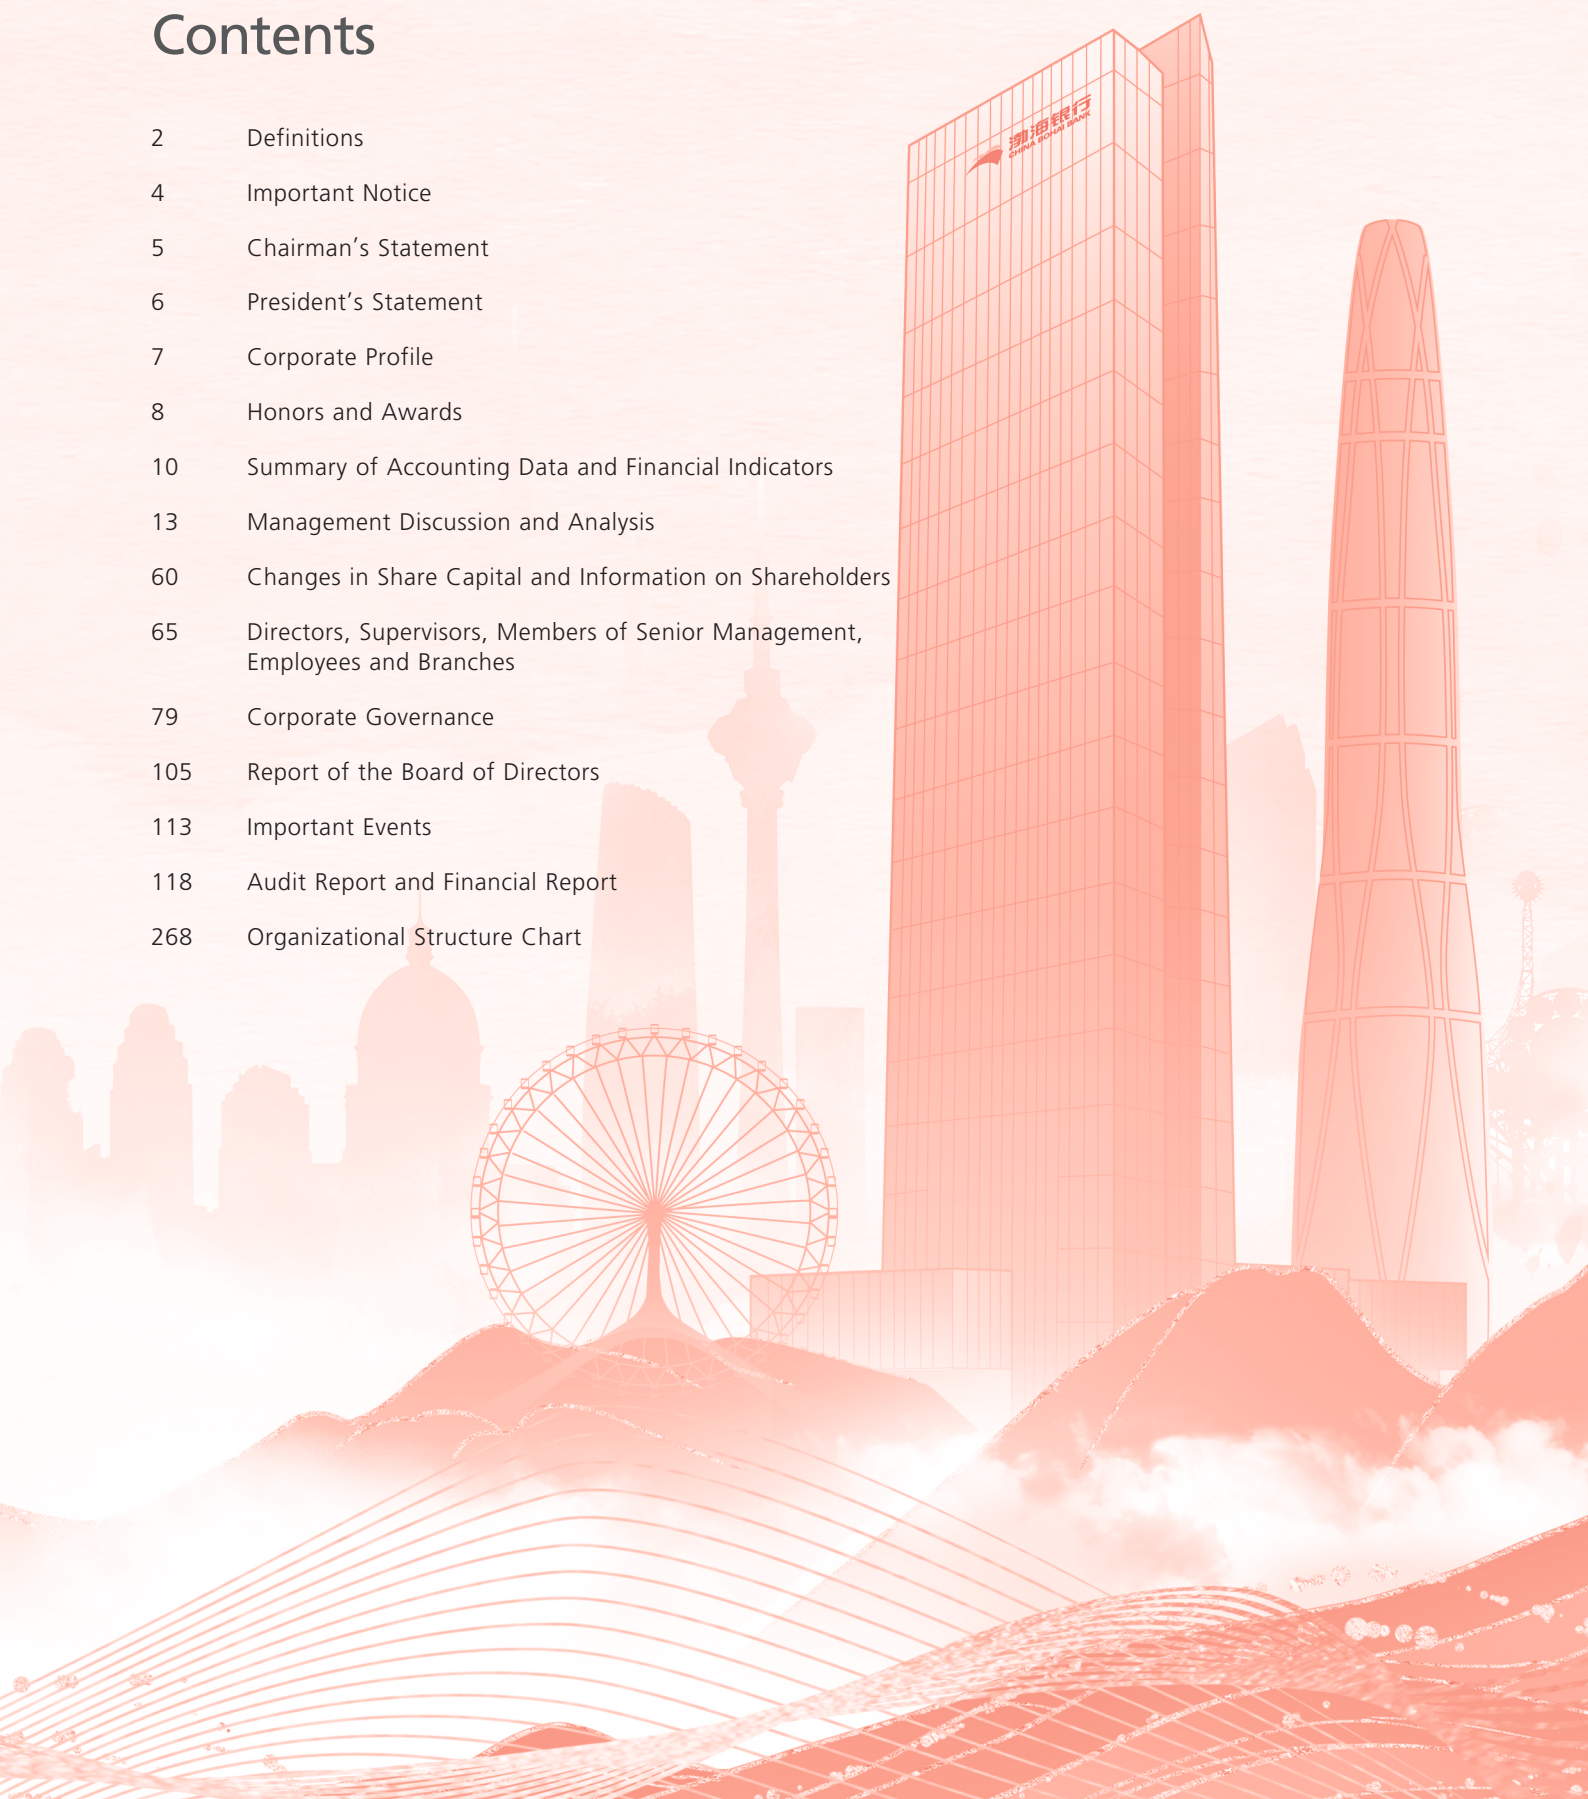 Contents
渤海银行
CHINA BOHAI BANK
2 Definitions
4 Important Notice
5 Chairman’s Statement
6 President’s Statement
7 Corporate Profile
8 Honors and Awards
10 Summary of Accounting Data and Financial Indicators
13 Management Discussion and Analysis
60 Changes in Share Capital and Information on Shareholders
65 Directors, Supervisors, Members of Senior Management,
Employees and Branches
79 Corporate Governance
105 Report of the Board of Directors
113 Important Events
118 Audit Report and Financial Report
268 Organizational Structure Chart